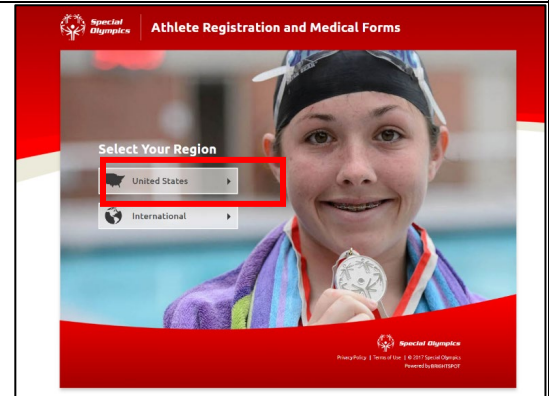 Special
Olympics
Athlete Registration and Medical Forms
Select Your Region
United States
International
Special Olympics
Privacy Policy | Terms of Use | © 2017 Special Olympics
Powered by BRIGHTSPOT